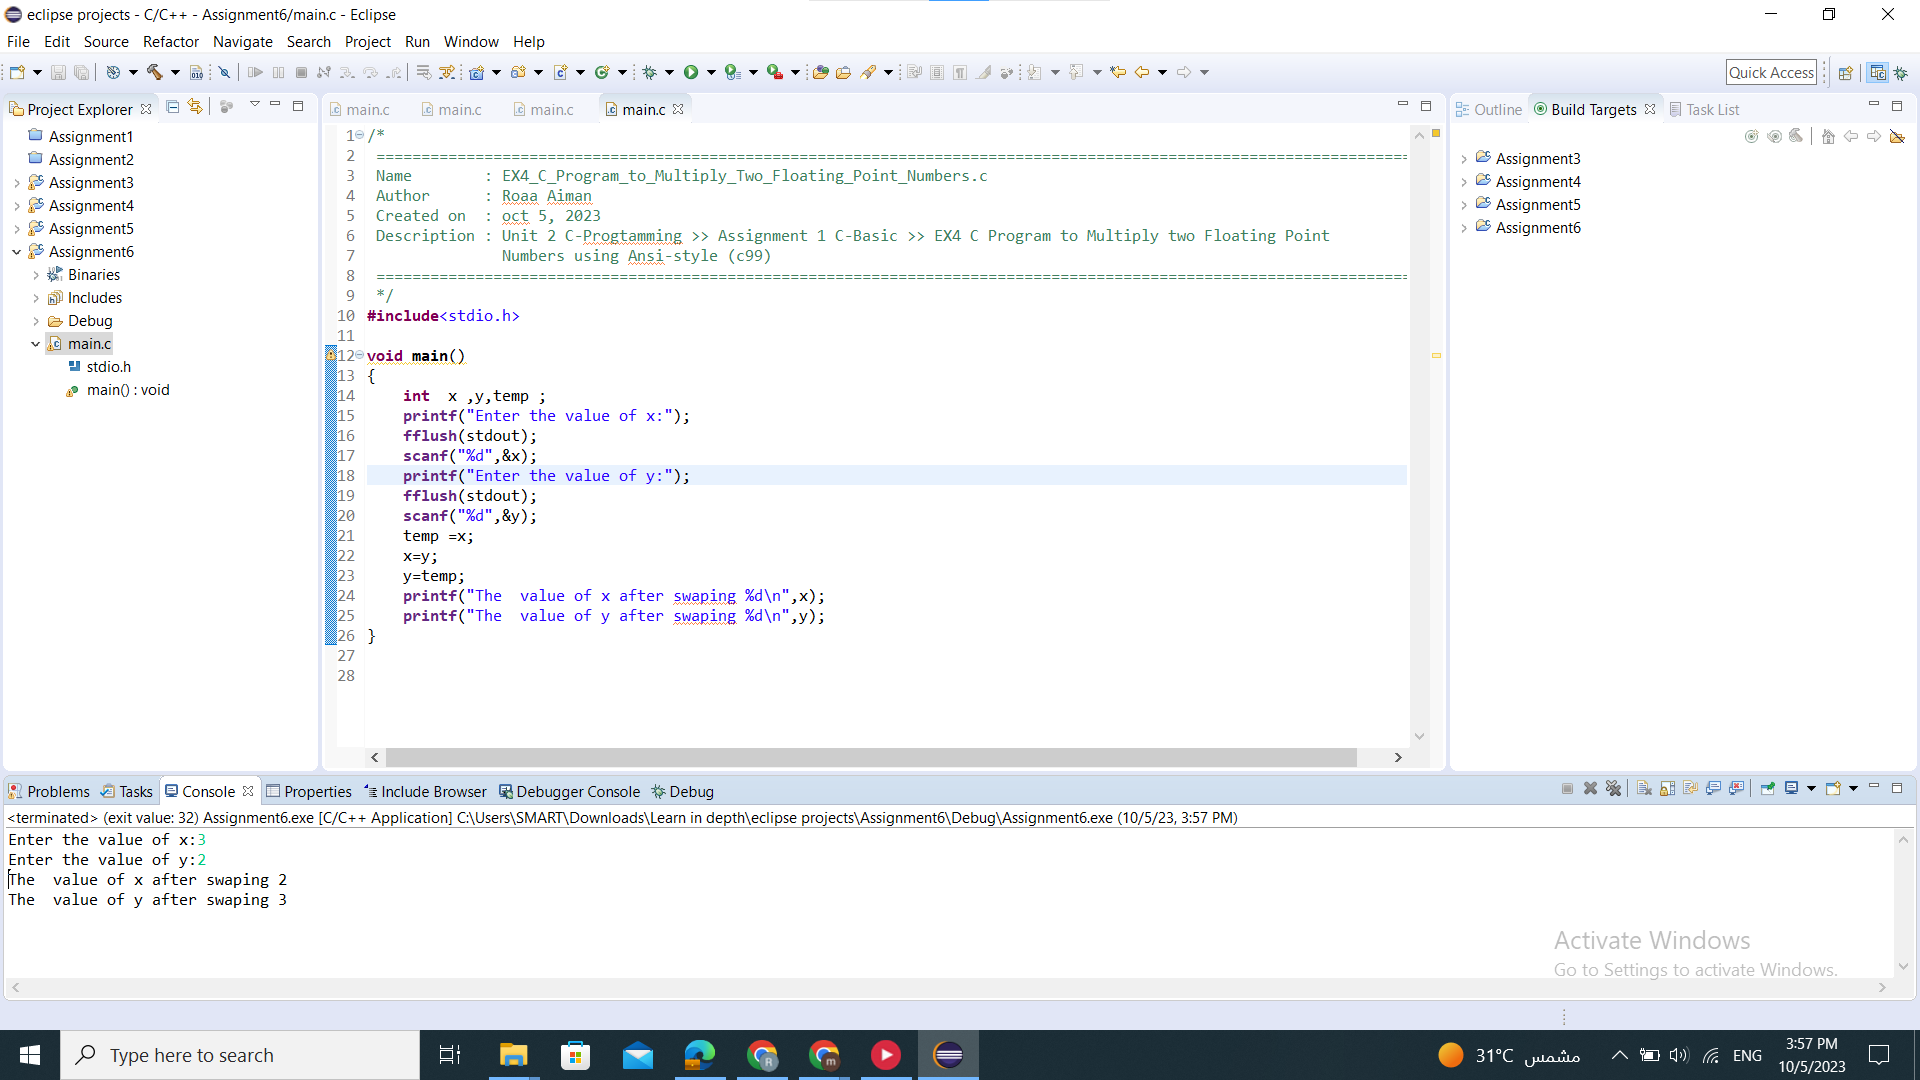 eclipse projects - C/C++ - Assignment6/main.c - Eclipse
File Edit Source Refactor Navigate Search Project Run Window Help
Quick Access
Project Explorer
main.c
main.c
main.c
main.c
Outline
Build Targets
Task List
Assignment1
Assignment2
Assignment3
Assignment4
Assignment5
Assignment6
Binaries
Includes
Debug
main.c
stdio.h
main() : void
1 /*
2 ==================================================================================================================
3 Name : EX4_C_Program_to_Multiply_Two_Floating_Point_Numbers.c
4 Author : Roaa Aiman
5 Created on : oct 5, 2023
6 Description : Unit 2 C-Progtamming >> Assignment 1 C-Basic >> EX4 C Program to Multiply two Floating Point
7 Numbers using Ansi-style (c99)
8 ==================================================================================================================
9 */
10 #include<stdio.h>
11
12 void main()
13 {
14 int  x ,y,temp ;
15 printf("Enter the value of x:");
16 fflush(stdout);
17 scanf("%d",&x);
18 printf("Enter the value of y:");
19 fflush(stdout);
20 scanf("%d",&y);
21 temp =x;
22 x=y;
23 y=temp;
24 printf("The  value of x after swaping %d\n",x);
25 printf("The  value of y after swaping %d\n",y);
26 }
27
28
Assignment3
Assignment4
Assignment5
Assignment6
Problems Tasks Console Properties Include Browser Debugger Console Debug
<terminated> (exit value: 32) Assignment6.exe [C/C++ Application] C:\Users\SMART\Downloads\Learn in depth\eclipse projects\Assignment6\Debug\Assignment6.exe (10/5/23, 3:57 PM)
Enter the value of x:3
Enter the value of y:2
The  value of x after swaping 2
The  value of y after swaping 3
Activate Windows
Go to Settings to activate Windows.
Type here to search
31°C مشمس
ENG
3:57 PM
10/5/2023